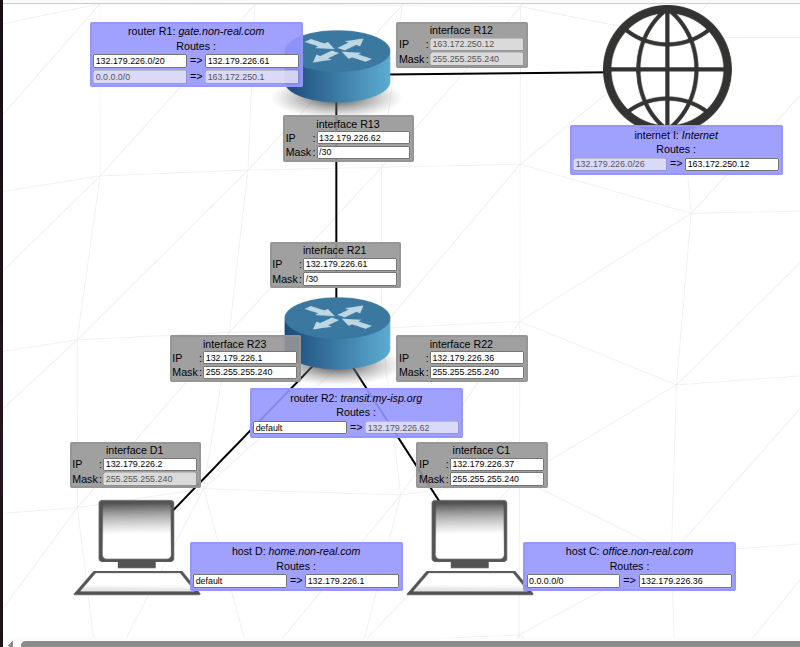 router R1: gate.non-real.com
Routes :
132.179.226.0/20 => 132.179.226.61
0.0.0.0/0 => 163.172.250.1
interface R12
IP : 163.172.250.12
Mask : 255.255.255.240
internet I: Internet
Routes :
132.179.226.0/26 => 163.172.250.12
interface R13
IP : 132.179.226.62
Mask : /30
interface R21
IP : 132.179.226.61
Mask : /30
interface R23
IP : 132.179.226.1
Mask : 255.255.255.240
interface R22
IP : 132.179.226.36
Mask : 255.255.255.240
router R2: transit.my-isp.org
Routes :
default => 132.179.226.62
interface D1
IP : 132.179.226.2
Mask : 255.255.255.240
interface C1
IP : 132.179.226.37
Mask : 255.255.255.240
host D: home.non-real.com
Routes :
default => 132.179.226.1
host C: office.non-real.com
Routes :
0.0.0.0/0 => 132.179.226.36